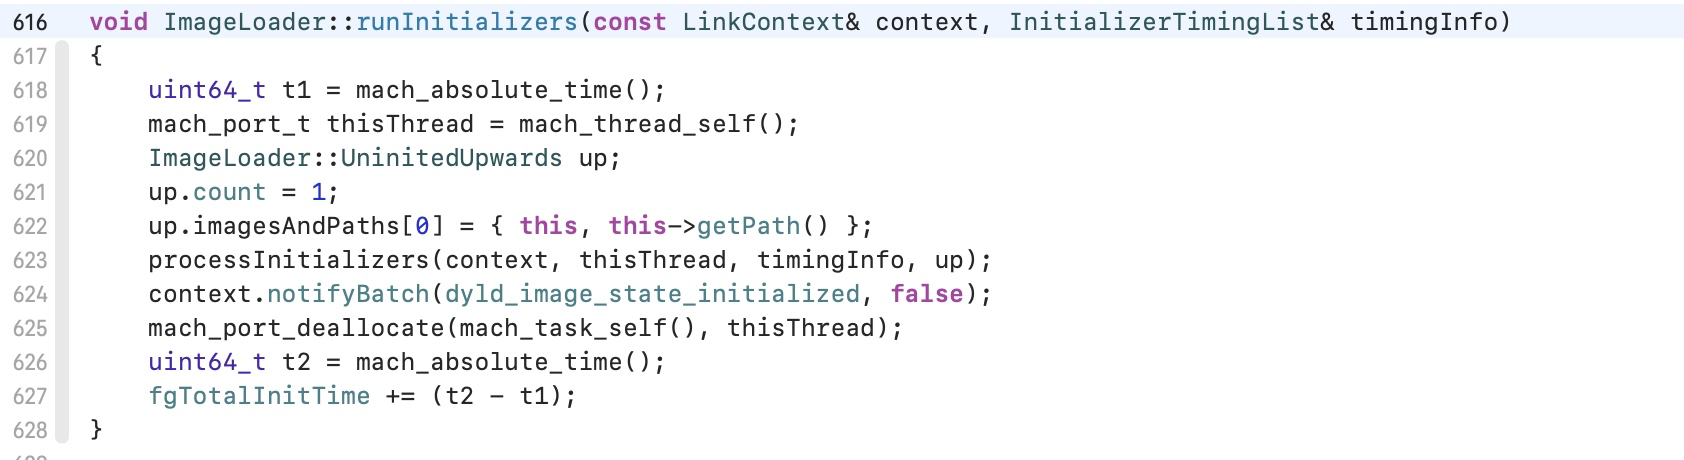 616 void ImageLoader::runInitializers(const LinkContext& context, InitializerTimingList& timingInfo)
617 {
618     uint64_t t1 = mach_absolute_time();
619     mach_port_t thisThread = mach_thread_self();
620     ImageLoader::UninitedUpwards up;
621     up.count = 1;
622     up.imagesAndPaths[0] = { this, this->getPath() };
623     processInitializers(context, thisThread, timingInfo, up);
624     context.notifyBatch(dyld_image_state_initialized, false);
625     mach_port_deallocate(mach_task_self(), thisThread);
626     uint64_t t2 = mach_absolute_time();
627     fgTotalInitTime += (t2 - t1);
628 }